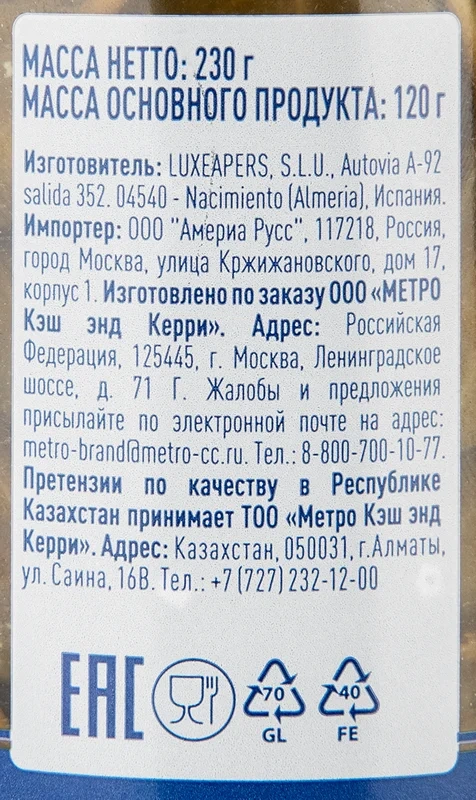 МАССА НЕТТО: 230 г
МАССА ОСНОВНОГО ПРОДУКТА: 120 г
Изготовитель: LUXEAPERS, S.L.U., Autovia A-92
salida 352. 04540 - Nacimiento (Almeria), Испания.
Импортер: ООО "Америа Русс", 117218, Россия,
город Москва, улица Кржижановского, дом 17,
корпус 1. Изготовлено по заказу ООО «МЕТРО
Кэш энд Керри». Адрес: Российская
Федерация, 125445, г. Москва, Ленинградское
шоссе, д. 71 Г. Жалобы и предложения
присылайте по электронной почте на адрес:
metro-brand@metro-cc.ru. Тел.: 8-800-700-10-77.
Претензии по качеству в Республике
Казахстан принимает ТОО «Метро Кэш энд
Керри». Адрес: Казахстан, 050031, г.Алматы,
ул. Саина, 16В. Тел.: +7 (727) 232-12-00
ЕАС 70 40
GL FE